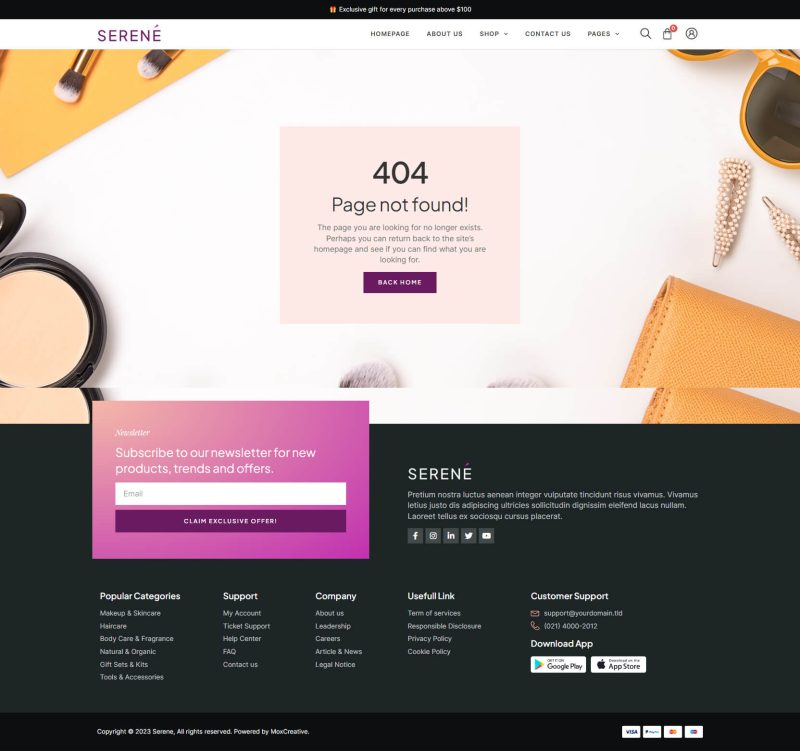 Exclusive gift for every purchase above $100
SERENÉ
HOMEPAGE ABOUT US SHOP CONTACT US PAGES
0
404
Page not found!
The page you are looking for no longer exists.
Perhaps you can return back to the site's
homepage and see if you can find what you are
looking for.
BACK HOME
Newsletter
Subscribe to our newsletter for new
products, trends and offers.
Email
CLAIM EXCLUSIVE OFFER!
SERENÉ
Pretium nostra luctus aenean integer vulputate tincidunt risus vivamus. Vivamus
letius justo dis adipiscing ultricies sollicitudin dignissim eleifend lacus nullam.
Laoreet tellus ex sociosqu cursus placerat.
Popular Categories
Makeup & Skincare
Haircare
Body Care & Fragrance
Natural & Organic
Gift Sets & Kits
Tools & Accessories
Support
My Account
Ticket Support
Help Center
FAQ
Contact us
Company
About us
Leadership
Careers
Article & News
Legal Notice
Usefull Link
Term of services
Responsible Disclosure
Privacy Policy
Cookie Policy
Customer Support
support@yourdomain.tld
(021) 4000-2012
Download App
GET IT ON
Google Play
Download on the
App Store
Copyright © 2023 Serene, All rights reserved. Powered by MoxCreative.
VISA PayPal